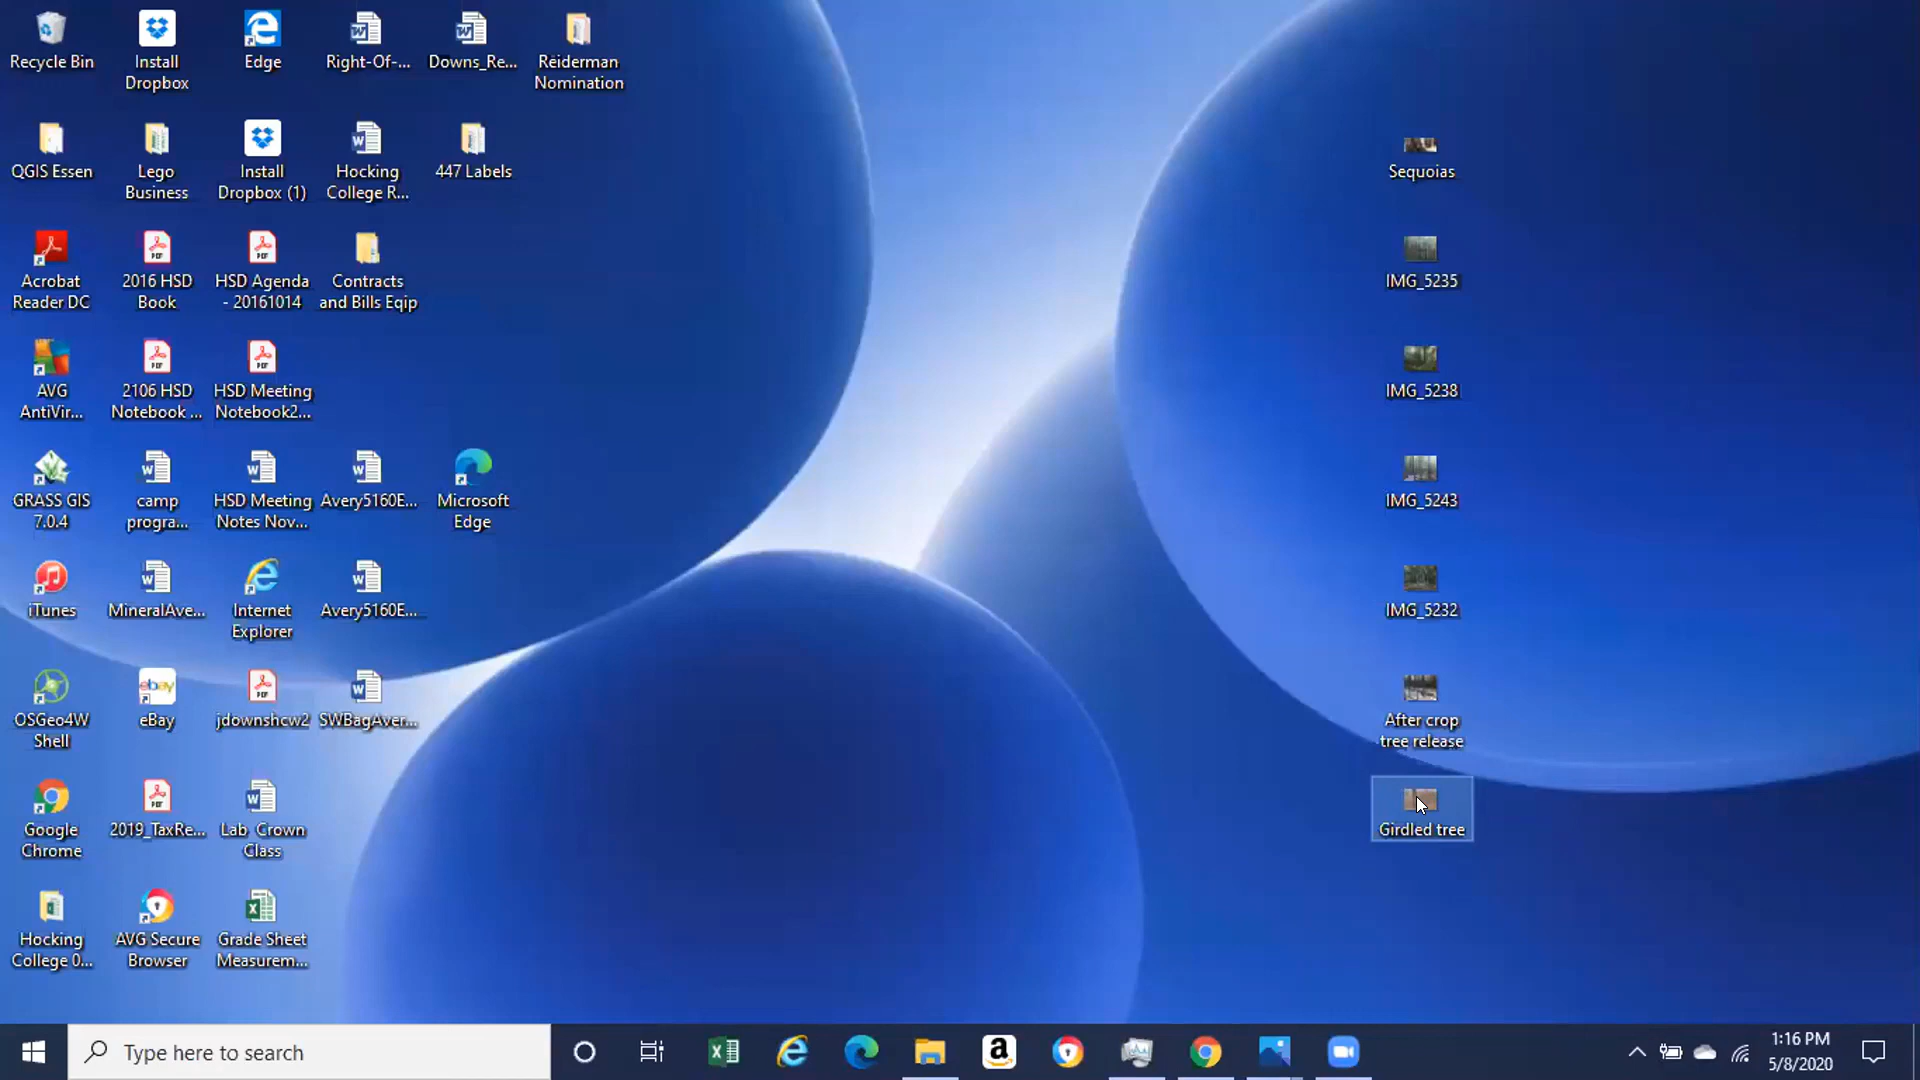 Recycle Bin
Install
Dropbox
Edge
Right-Of-...
Downs_Re...
Reiderman
Nomination
QGIS Essen
Lego
Business
Install
Dropbox (1)
Hocking
College R...
447 Labels
Sequoias
Acrobat
Reader DC
2016 HSD
Book
HSD Agenda
- 20161014
Contracts
and Bills Eqip
IMG_5235
AVG
AntiVir...
2106 HSD
Notebook ...
HSD Meeting
Notebook2...
IMG_5238
GRASS GIS
7.0.4
camp
progra...
HSD Meeting
Notes Nov...
Avery5160E...
Microsoft
Edge
IMG_5243
iTunes
MineralAve...
Internet
Explorer
Avery5160E...
IMG_5232
OSGeo4W
Shell
ebay
eBay
jdownshcw2
SWBagAver...
After crop
tree release
Google
Chrome
2019_TaxRe...
Lab_Crown
Class
Girdled tree
Hocking
College 0...
AVG Secure
Browser
Grade Sheet
Measurem...
Type here to search
1:16 PM
5/8/2020